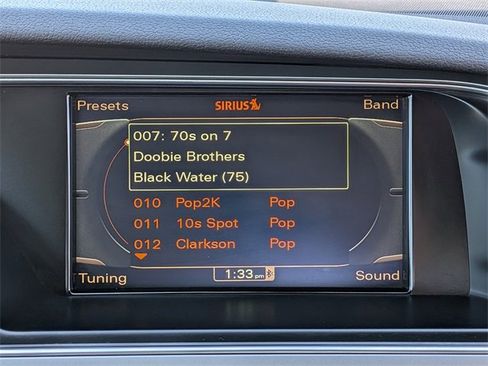 Presets SIRIUS Band
007: 70s on 7
Doobie Brothers
Black Water (75)
010 Pop2K Pop
011 10s Spot Pop
012 Clarkson Pop
Tuning 1:33 pm Sound